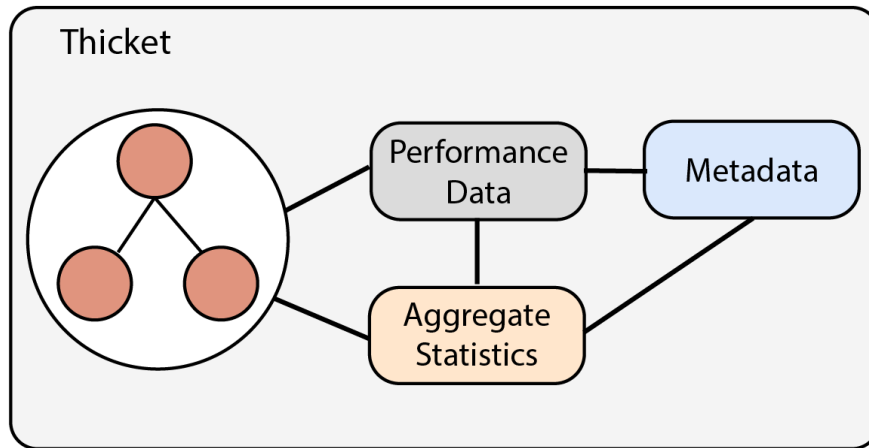 Thicket
Performance
Data
Metadata
Aggregate
Statistics